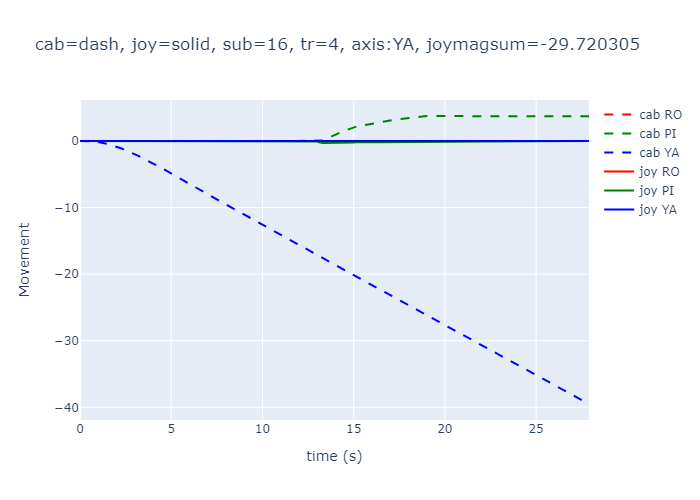 cab=dash, joy=solid, sub=16, tr=4, axis:YA, joymagsum=-29.720305
cab RO
cab PI
cab YA
joy RO
joy PI
joy YA
Movement
0
−10
−20
−30
−40
0
5
10
15
20
25
time (s)